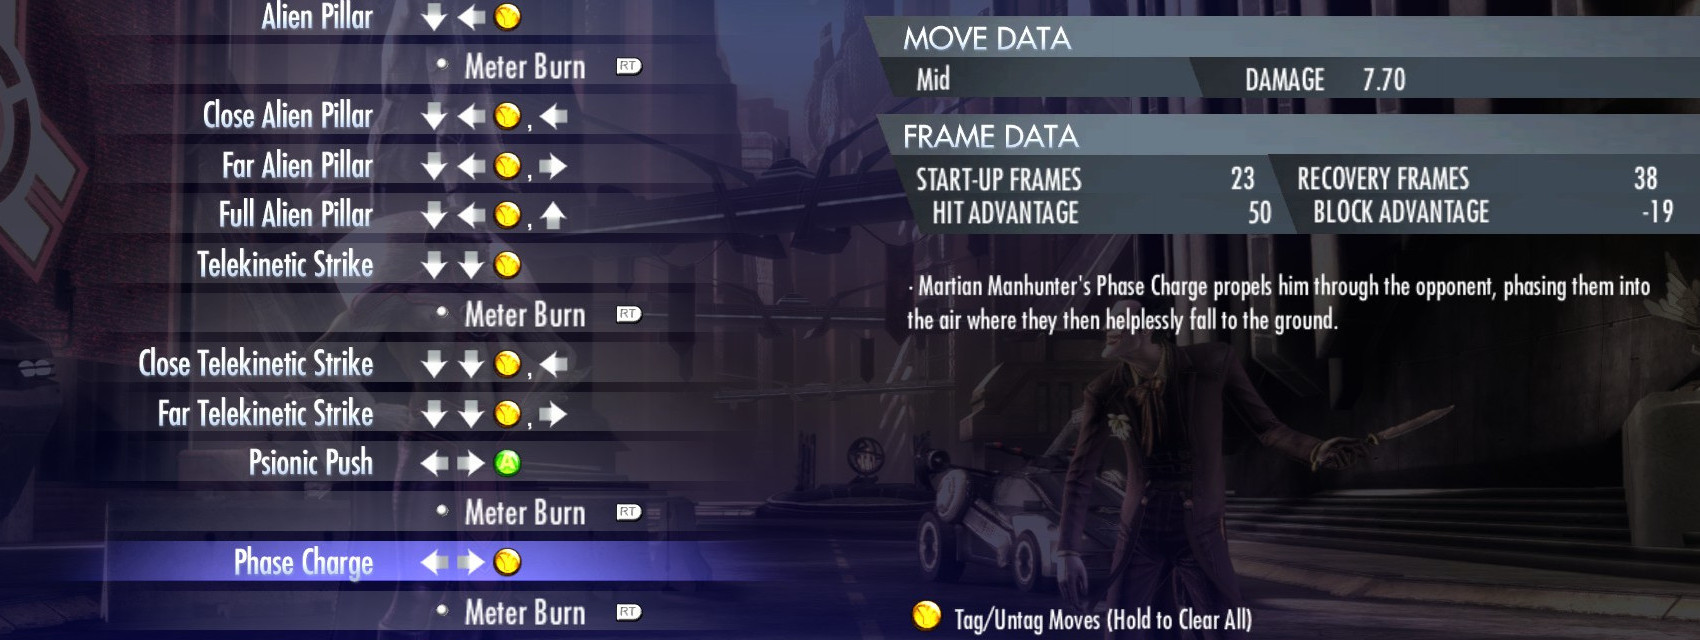 Alien Pillar
Meter Burn RT
Close Alien Pillar ,
Far Alien Pillar ,
Full Alien Pillar ,
Telekinetic Strike
Meter Burn RT
Close Telekinetic Strike ,
Far Telekinetic Strike ,
Psionic Push A
Meter Burn RT
Phase Charge Y
Meter Burn RT
MOVE DATA
Mid DAMAGE 7.70
FRAME DATA
START-UP FRAMES 23 RECOVERY FRAMES 38
HIT ADVANTAGE 50 BLOCK ADVANTAGE -19
· Martian Manhunter's Phase Charge propels him through the opponent, phasing them into
the air where they then helplessly fall to the ground.
Y Tag/Untag Moves (Hold to Clear All)